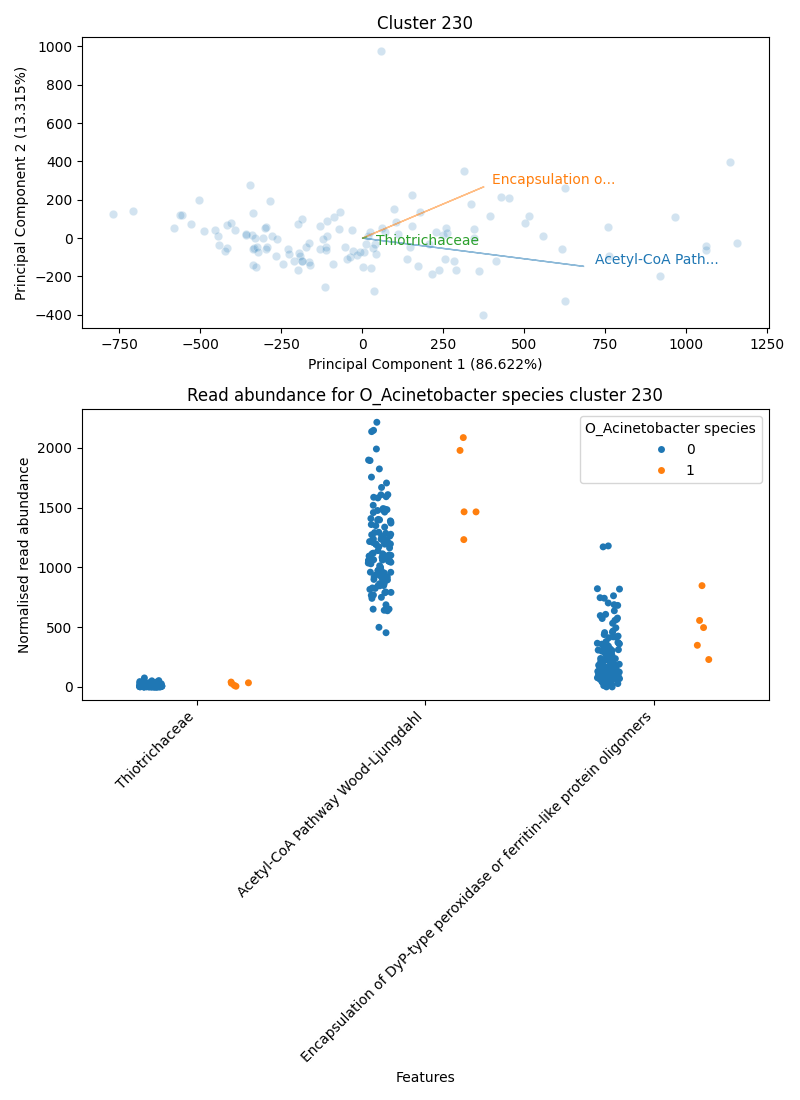 Cluster 230
Principal Component 2 (13.315%)
1000
800
600
400
200
0
−200
−400
Encapsulation o...
Thiotrichaceae
Acetyl-CoA Path...
−750
−500
−250
0
250
500
750
1000
1250
Principal Component 1 (86.622%)
Read abundance for O_Acinetobacter species cluster 230
Normalised read abundance
2000
1500
1000
500
0
O_Acinetobacter species
0
1
Thiotrichaceae
Acetyl-CoA Pathway Wood-Ljungdahl
Encapsulation of DyP-type peroxidase or ferritin-like protein oligomers
Features